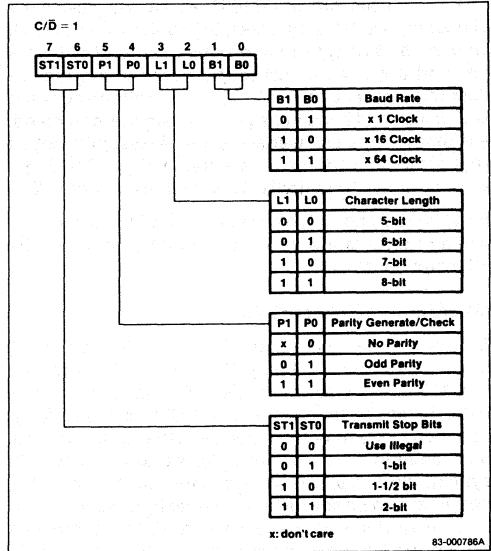 C/D̅ = 1
7 6 5 4 3 2 1 0
ST1 ST0 P1 P0 L1 L0 B1 B0
B1 B0 Baud Rate
0 1 x 1 Clock
1 0 x 16 Clock
1 1 x 64 Clock
L1 L0 Character Length
0 0 5-bit
0 1 6-bit
1 0 7-bit
1 1 8-bit
P1 P0 Parity Generate/Check
x 0 No Parity
0 1 Odd Parity
1 1 Even Parity
ST1 ST0 Transmit Stop Bits
0 0 Use Illegal
0 1 1-bit
1 0 1-1/2 bit
1 1 2-bit
x: don't care
83-000786A